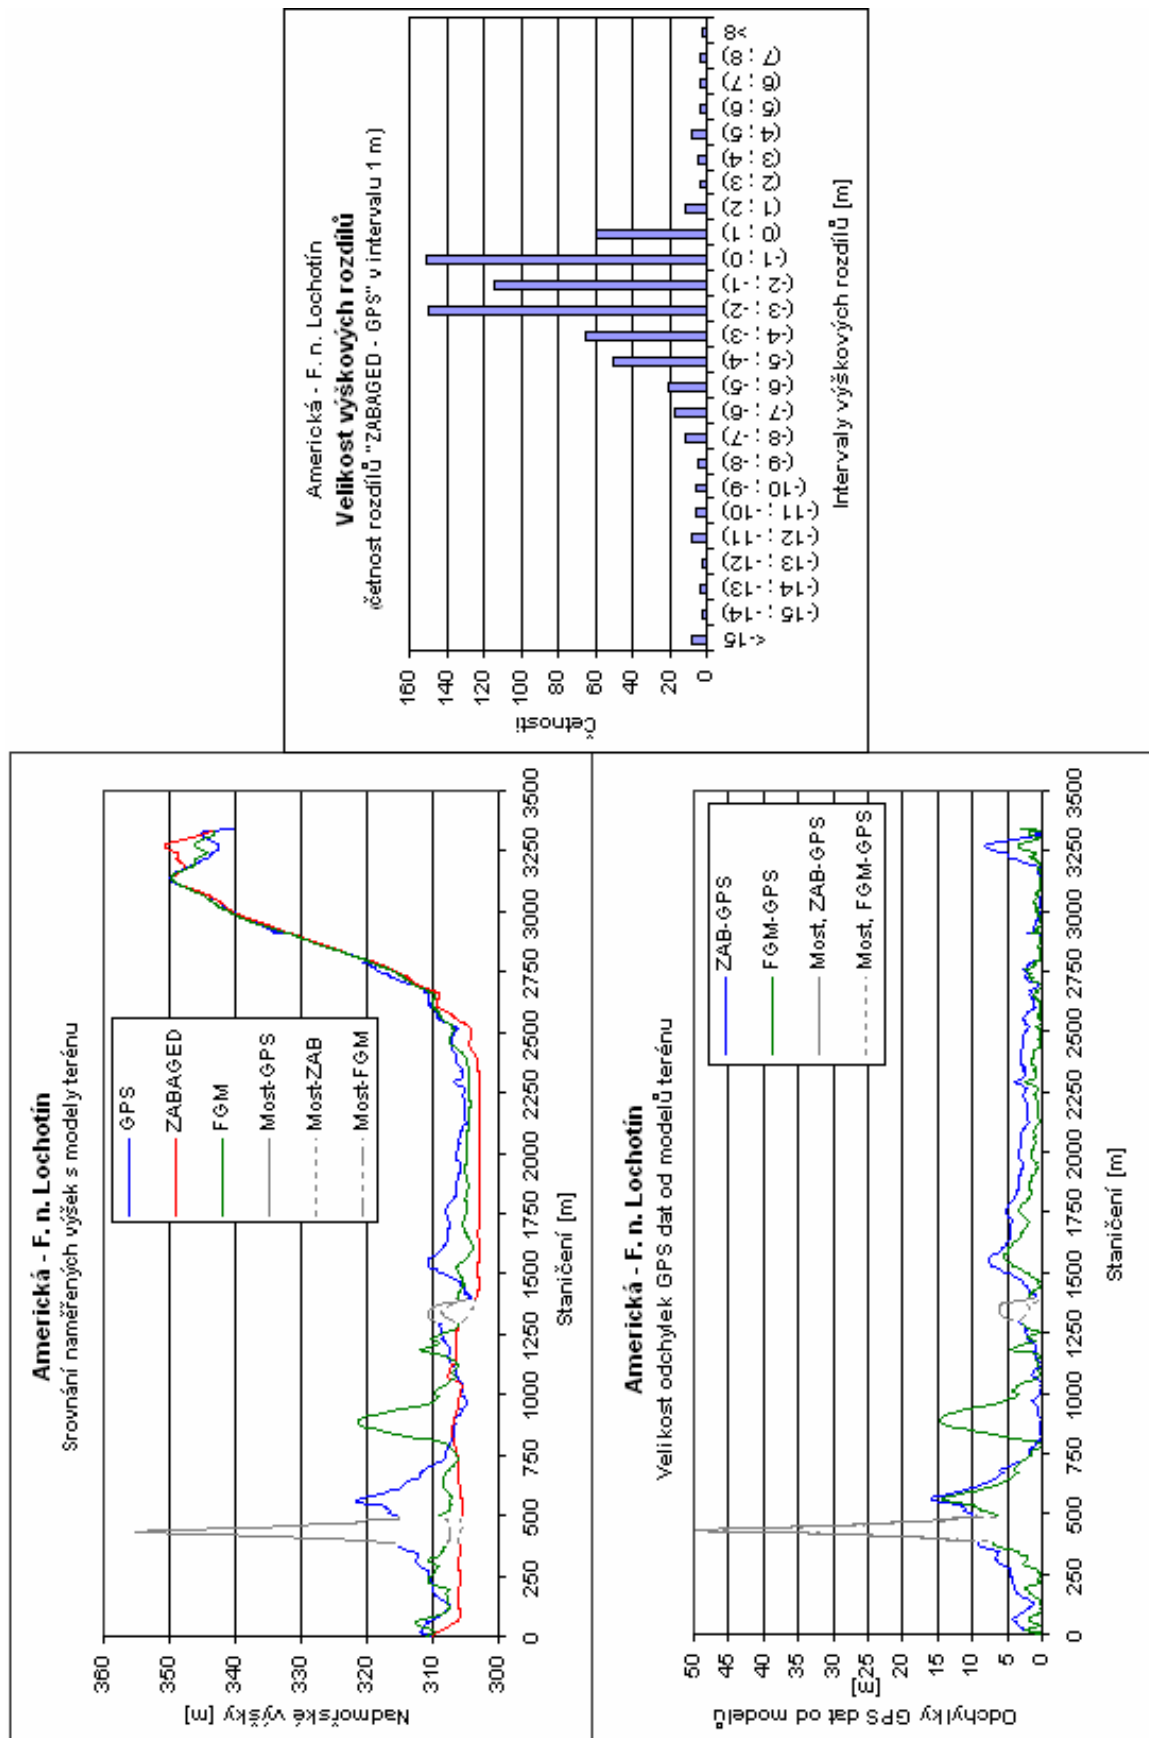 Americká - F. n. Lochotín
Srovnání naměřených výšek s modely terénu
Nadmořské výšky [m]
360
350
340
330
320
310
300
0
250
500
750
1000
1250
1500
1750
2000
2250
2500
2750
3000
3250
3500
Staničení [m]
GPS
ZABAGED
FGM
Most-GPS
Most-ZAB
Most-FGM
Americká - F. n. Lochotín
Velikost odchylek GPS dat od modelů terénu
Odchylky GPS dat od modelů
[m]
50
45
40
35
30
25
20
15
10
5
0
0
250
500
750
1000
1250
1500
1750
2000
2250
2500
2750
3000
3250
3500
Staničení [m]
ZAB-GPS
FGM-GPS
Most, ZAB-GPS
Most, FGM-GPS
Americká - F. n. Lochotín
Velikost výškových rozdílů
(četnost rozdílů "ZABAGED - GPS" v intervalu 1 m)
Četnosti
160
140
120
100
80
60
40
20
0
<-15
(-15 ; -14)
(-14 ; -13)
(-13 ; -12)
(-12 ; -11)
(-11 ; -10)
(-10 ; -9)
(-9 ; -8)
(-8 ; -7)
(-7 ; -6)
(-6 ; -5)
(-5 ; -4)
(-4 ; -3)
(-3 ; -2)
(-2 ; -1)
(-1 ; 0)
(0 ; 1)
(1 ; 2)
(2 ; 3)
(3 ; 4)
(4 ; 5)
(5 ; 6)
(6 ; 7)
(7 ; 8)
>8
Intervaly výškových rozdílů [m]